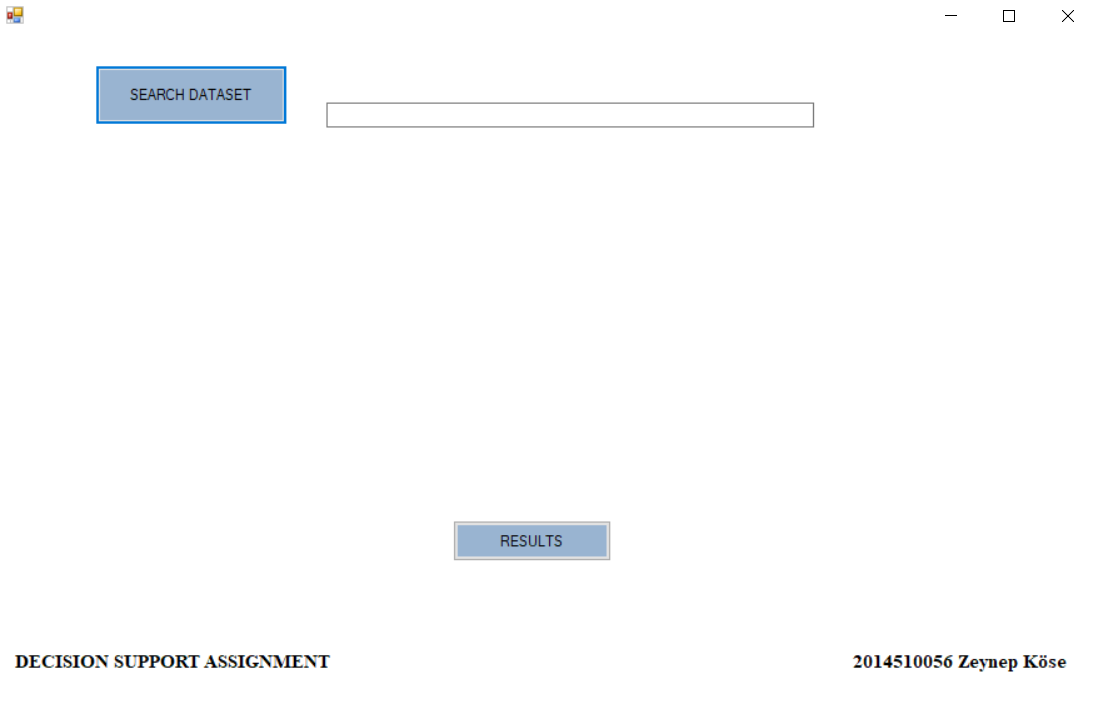 SEARCH DATASET
RESULTS
DECISION SUPPORT ASSIGNMENT
2014510056 Zeynep Köse